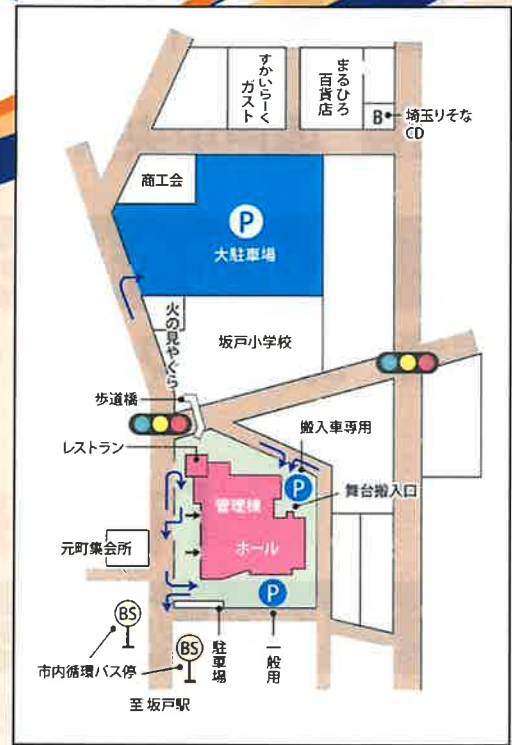 すかいらーく
ガスト
まるひろ
百貨店
B
埼玉りそな
CD
商工会
P
大駐車場
火の見やぐら
坂戸小学校
歩道橋
レストラン
搬入車専用
P
舞台搬入口
管理棟
ホール
元町集会所
P
BS
BS
駐車場
一般用
市内循環バス停
至 坂戸駅